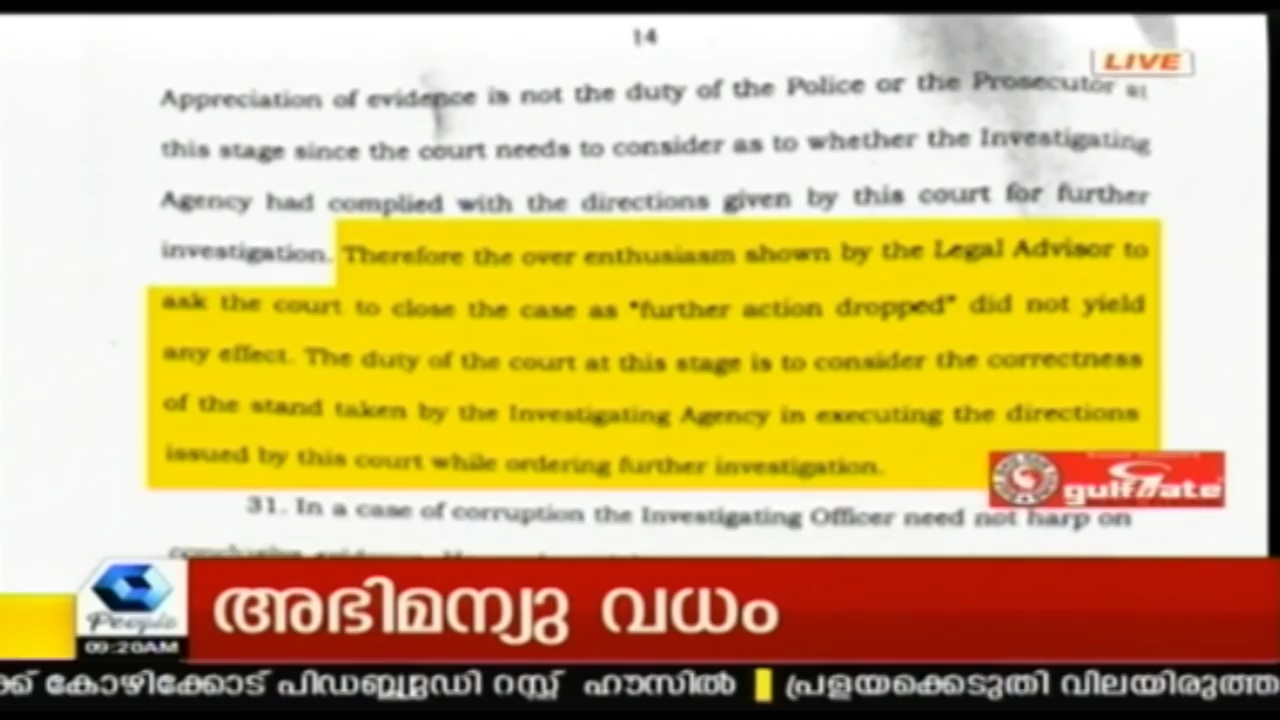 14
LIVE
Appreciation of evidence is not the duty of the Police or the Prosecutor at
this stage since the court needs to consider as to whether the Investigating
Agency had complied with the directions given by this court for further
investigation. Therefore the over enthusiasm shown by the Legal Advisor to
ask the court to close the case as "further action dropped" did not yield
any effect. The duty of the court at this stage is to consider the correctness
of the stand taken by the Investigating Agency in executing the directions
issued by this court while ordering further investigation.
gulfgate
31. In a case of corruption the Investigating Officer need not harp on
conclusive evidence.
People
09:20AM
അഭിമന്യു വധം
ക്ക് കോഴിക്കോട് പിഡബ്ല്യുഡി റസ്റ്റ് ഹൗസിൽ പ്രളയക്കെടുതി വിലയിരുത്ത